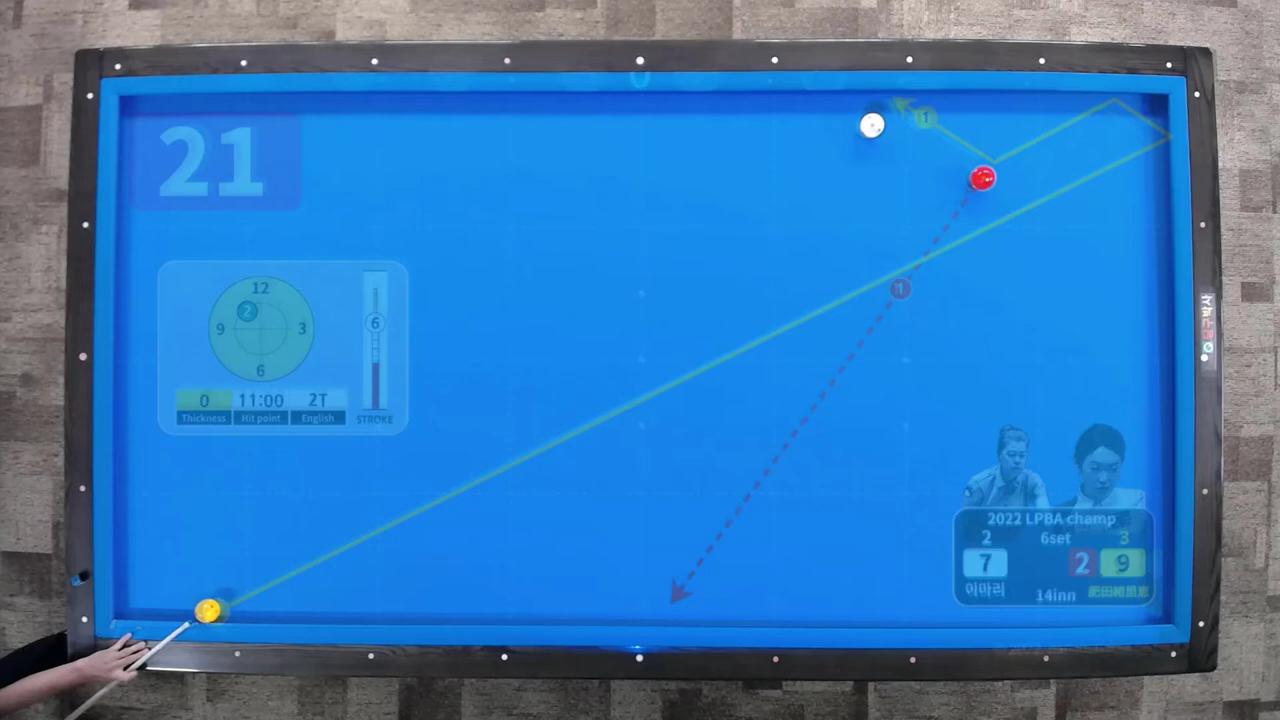 21
12
2
9
3
6
6
0
11:00
2T
Thickness
Hit point
English
STROKE
1
1
2022 LPBA champ
2
6set
3
7
2
9
이마리
14inn